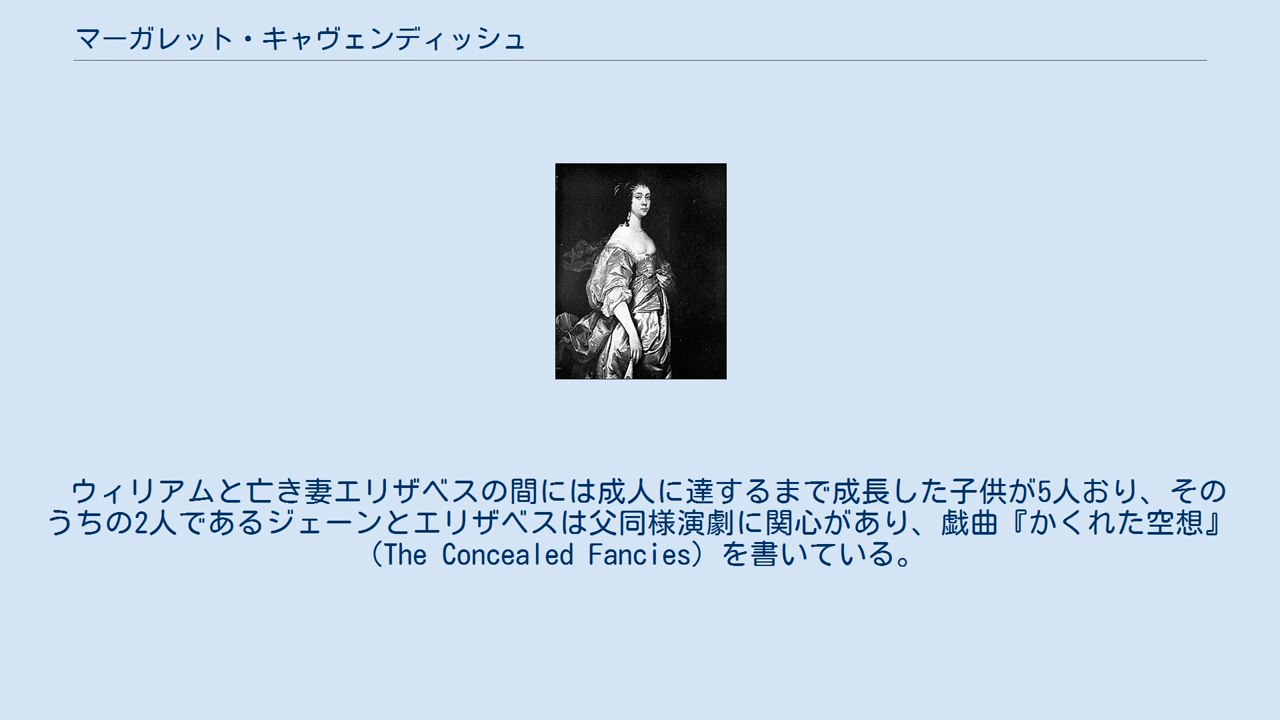 マーガレット・キャヴェンディッシュ
ウィリアムと亡き妻エリザベスの間には成人に達するまで成長した子供が5人おり、その
うちの2人であるジェーンとエリザベスは父同様演劇に関心があり、戯曲『かくれた空想』
（The Concealed Fancies）を書いている。